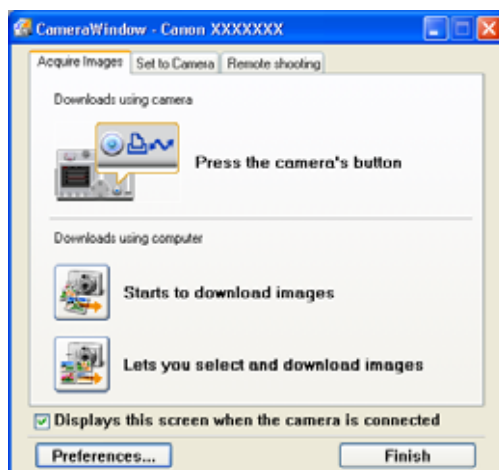 CameraWindow - Canon XXXXXXX
Acquire Images Set to Camera Remote shooting
Downloads using camera
Press the camera's button
Downloads using computer
Starts to download images
Lets you select and download images
Displays this screen when the camera is connected
Preferences... Finish